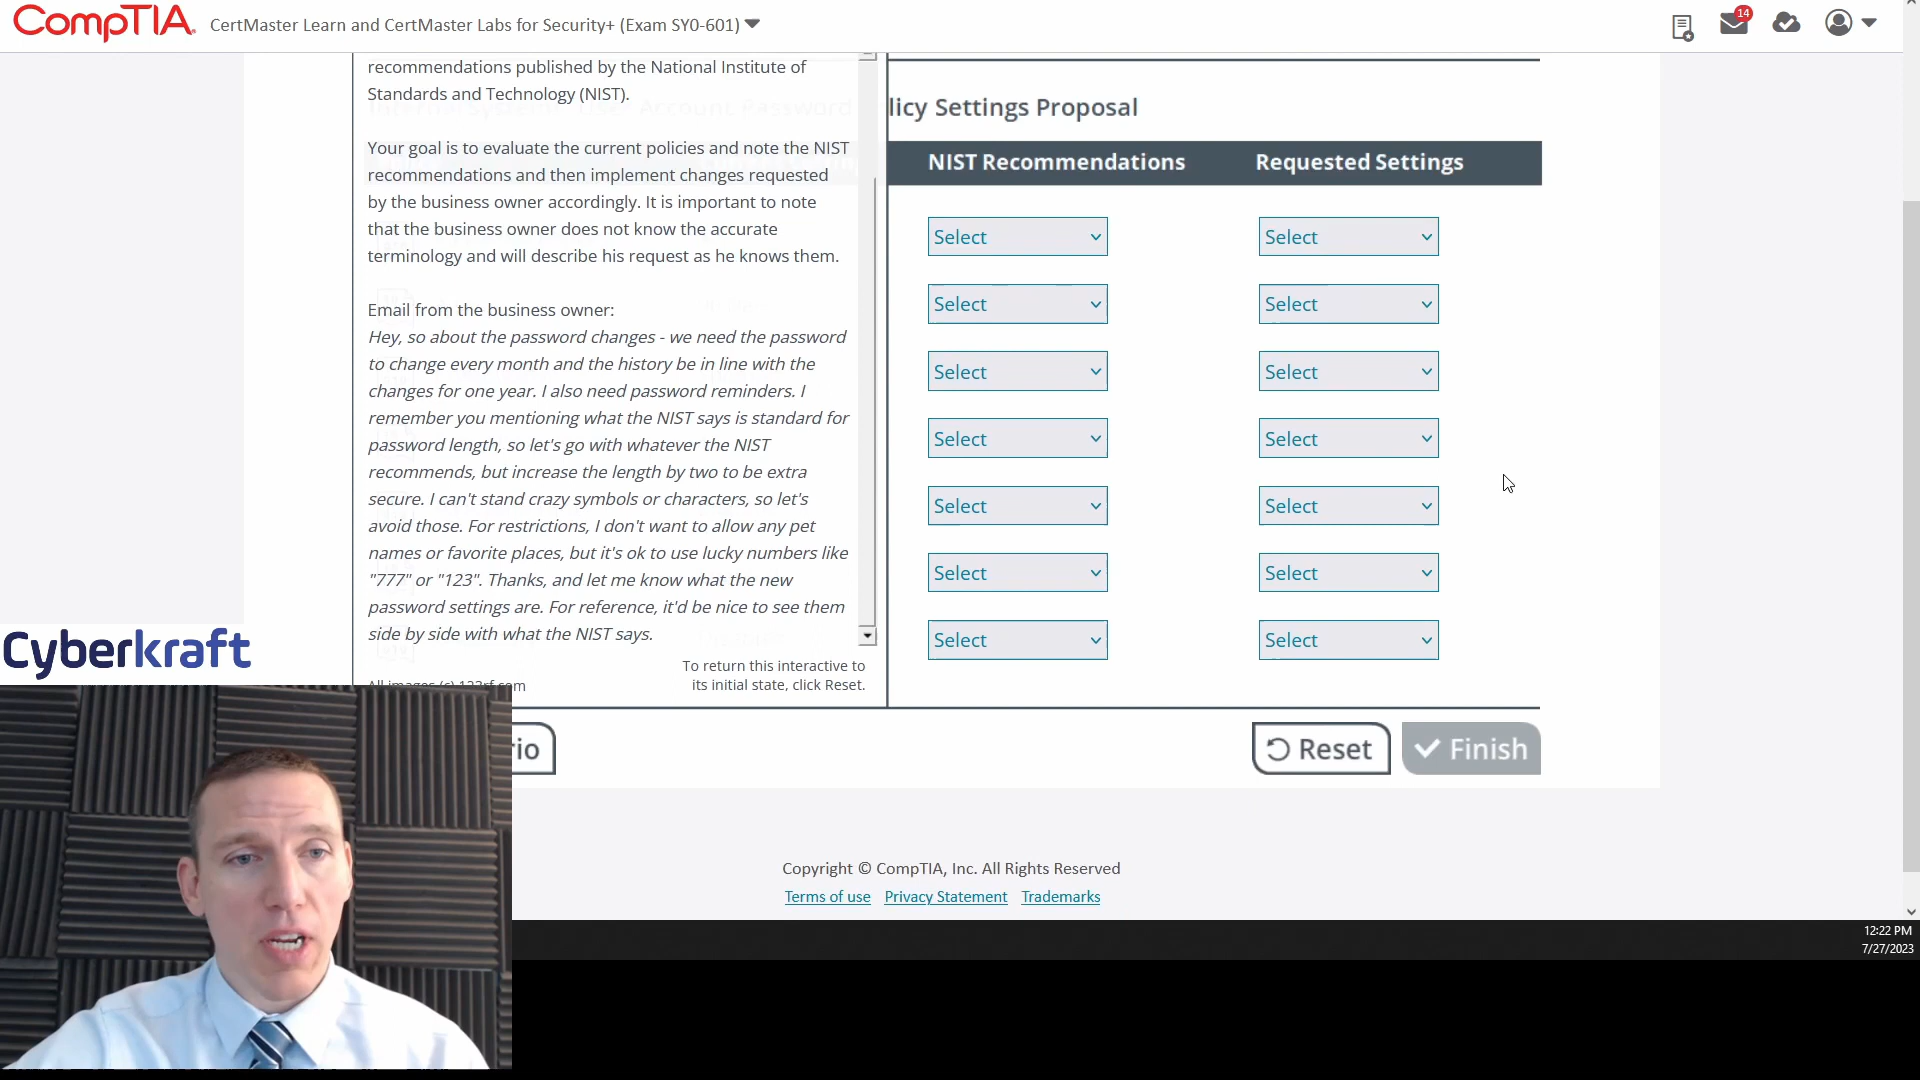 CompTIA.
CertMaster Learn and CertMaster Labs for Security+ (Exam SY0-601)
14
recommendations published by the National Institute of
Standards and Technology (NIST).
licy Settings Proposal
Your goal is to evaluate the current policies and note the NIST
recommendations and then implement changes requested
by the business owner accordingly. It is important to note
that the business owner does not know the accurate
terminology and will describe his request as he knows them.
Email from the business owner:
Hey, so about the password changes - we need the password
to change every month and the history be in line with the
changes for one year. I also need password reminders. I
remember you mentioning what the NIST says is standard for
password length, so let's go with whatever the NIST
recommends, but increase the length by two to be extra
secure. I can't stand crazy symbols or characters, so let's
avoid those. For restrictions, I don't want to allow any pet
names or favorite places, but it's ok to use lucky numbers like
"777" or "123". Thanks, and let me know what the new
password settings are. For reference, it'd be nice to see them
side by side with what the NIST says.
To return this interactive to
its initial state, click Reset.
All images (c) 123rf.com
NIST Recommendations Requested Settings
Select Select
Select Select
Select Select
Select Select
Select Select
Select Select
Select Select
rio
Reset
Finish
Cyberkraft
Copyright © CompTIA, Inc. All Rights Reserved
Terms of use Privacy Statement Trademarks
12:22 PM
7/27/2023